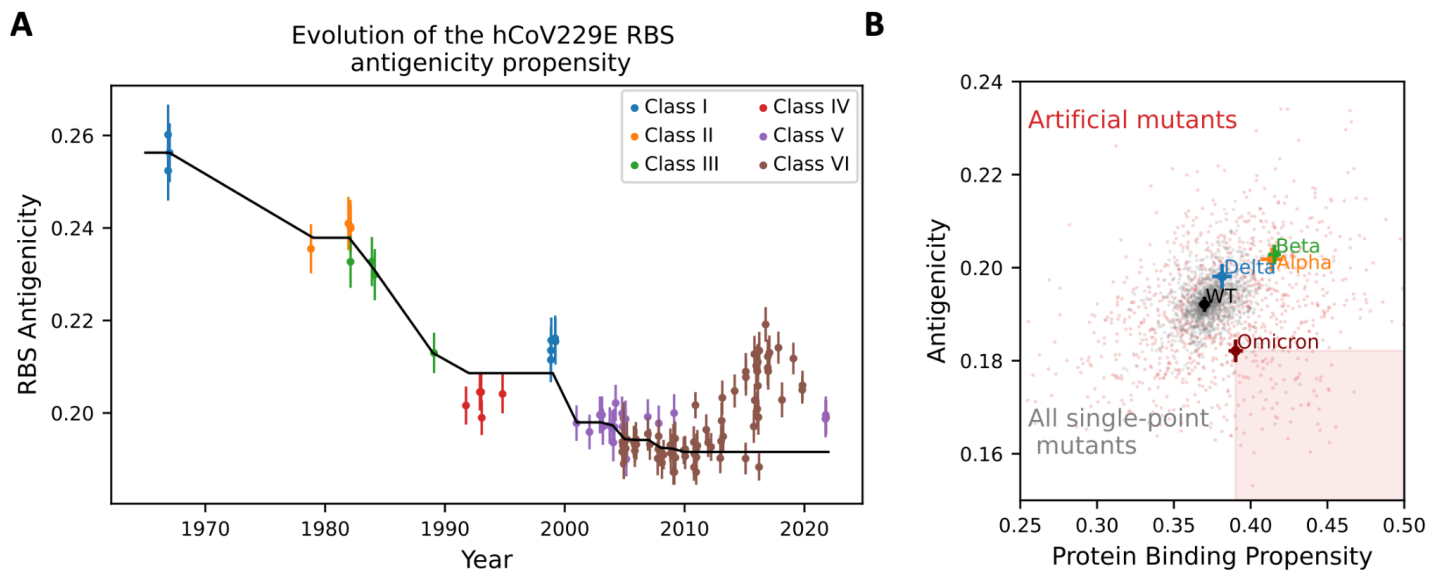 A
Evolution of the hCoV229E RBS
antigenicity propensity
RBS Antigenicity
0.26
0.24
0.22
0.20
Class I
Class II
Class III
Class IV
Class V
Class VI
1970
1980
1990
2000
2010
2020
Year
B
Antigenicity
0.24
0.22
0.20
0.18
0.16
Artificial mutants
Beta
Alpha
Delta
WT
Omicron
All single-point
mutants
0.25
0.30
0.35
0.40
0.45
0.50
Protein Binding Propensity